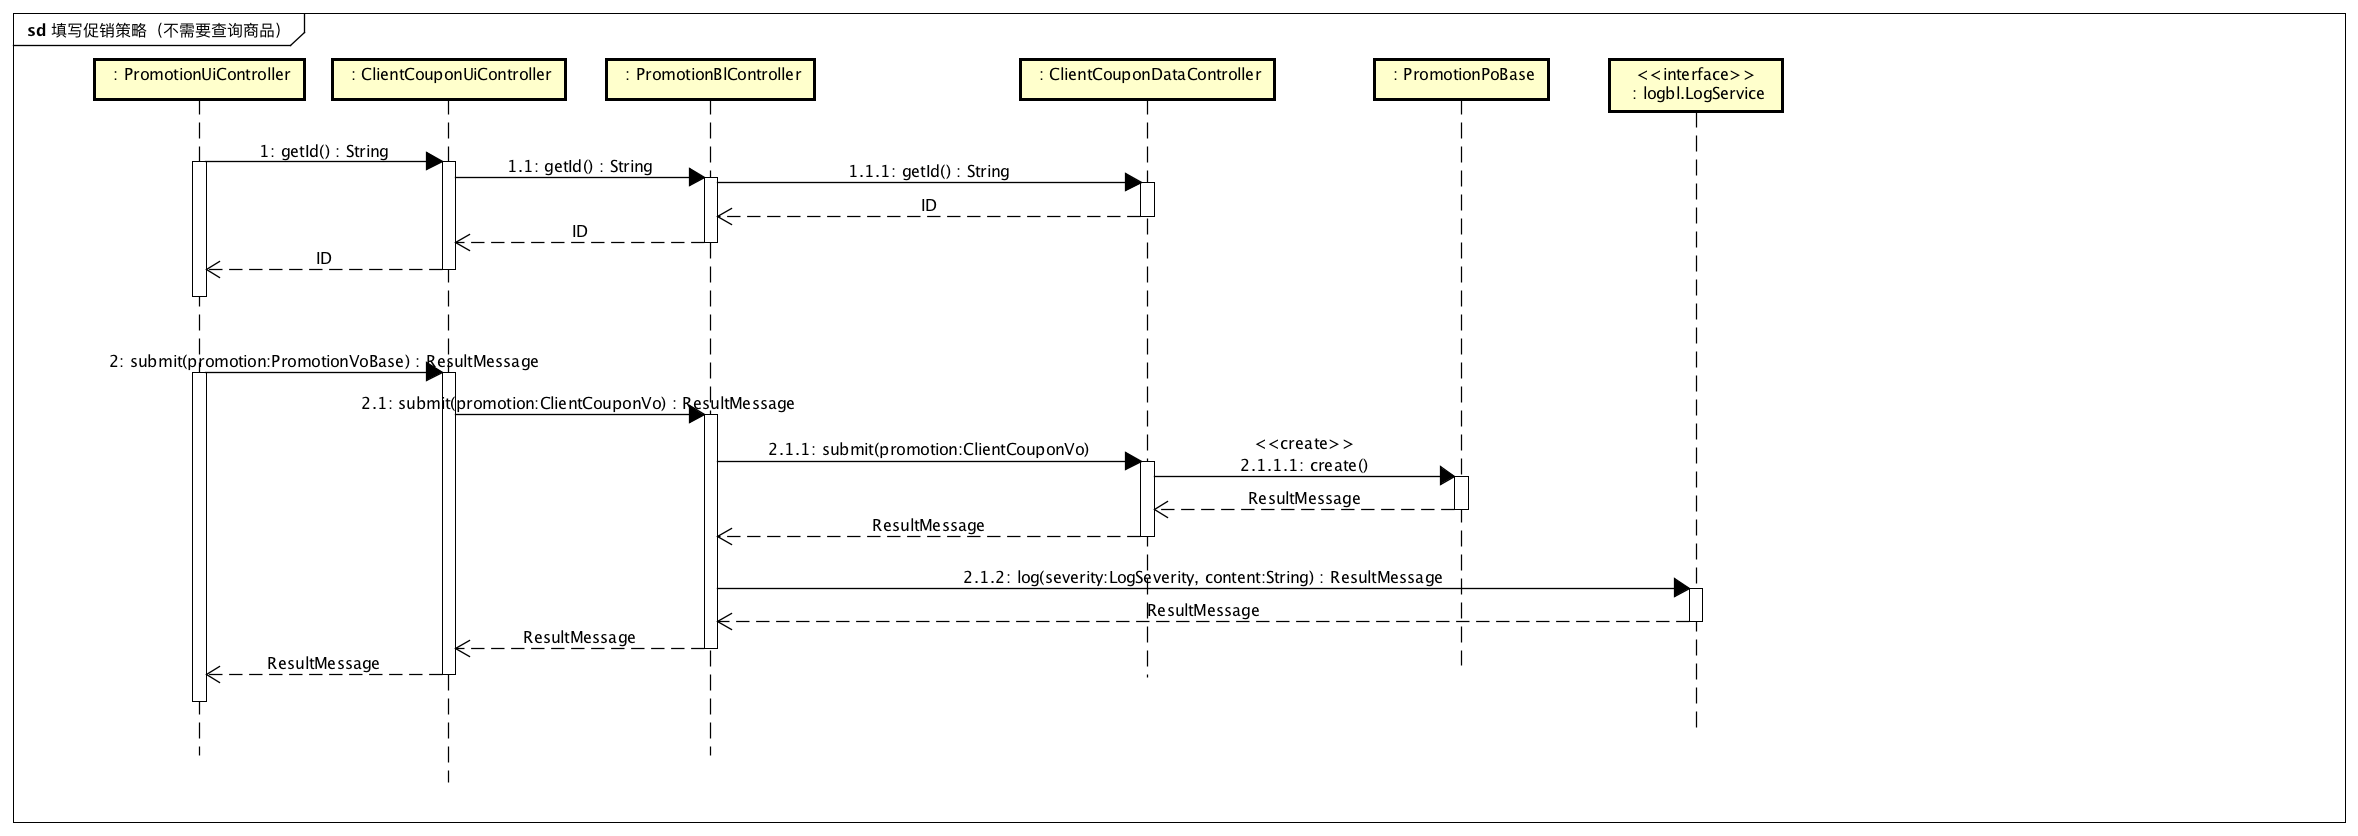 sd 填写促销策略（不需要查询商品）
: PromotionUiController
: ClientCouponUiController
: PromotionBlController
: ClientCouponDataController
: PromotionPoBase
<<interface>>
: logbl.LogService
1: getId() : String
1.1: getId() : String
1.1.1: getId() : String
ID
ID
ID
2: submit(promotion:PromotionVoBase) : ResultMessage
2.1: submit(promotion:ClientCouponVo) : ResultMessage
2.1.1: submit(promotion:ClientCouponVo)
<<create>>
2.1.1.1: create()
ResultMessage
ResultMessage
2.1.2: log(severity:LogSeverity, content:String) : ResultMessage
ResultMessage
ResultMessage
ResultMessage